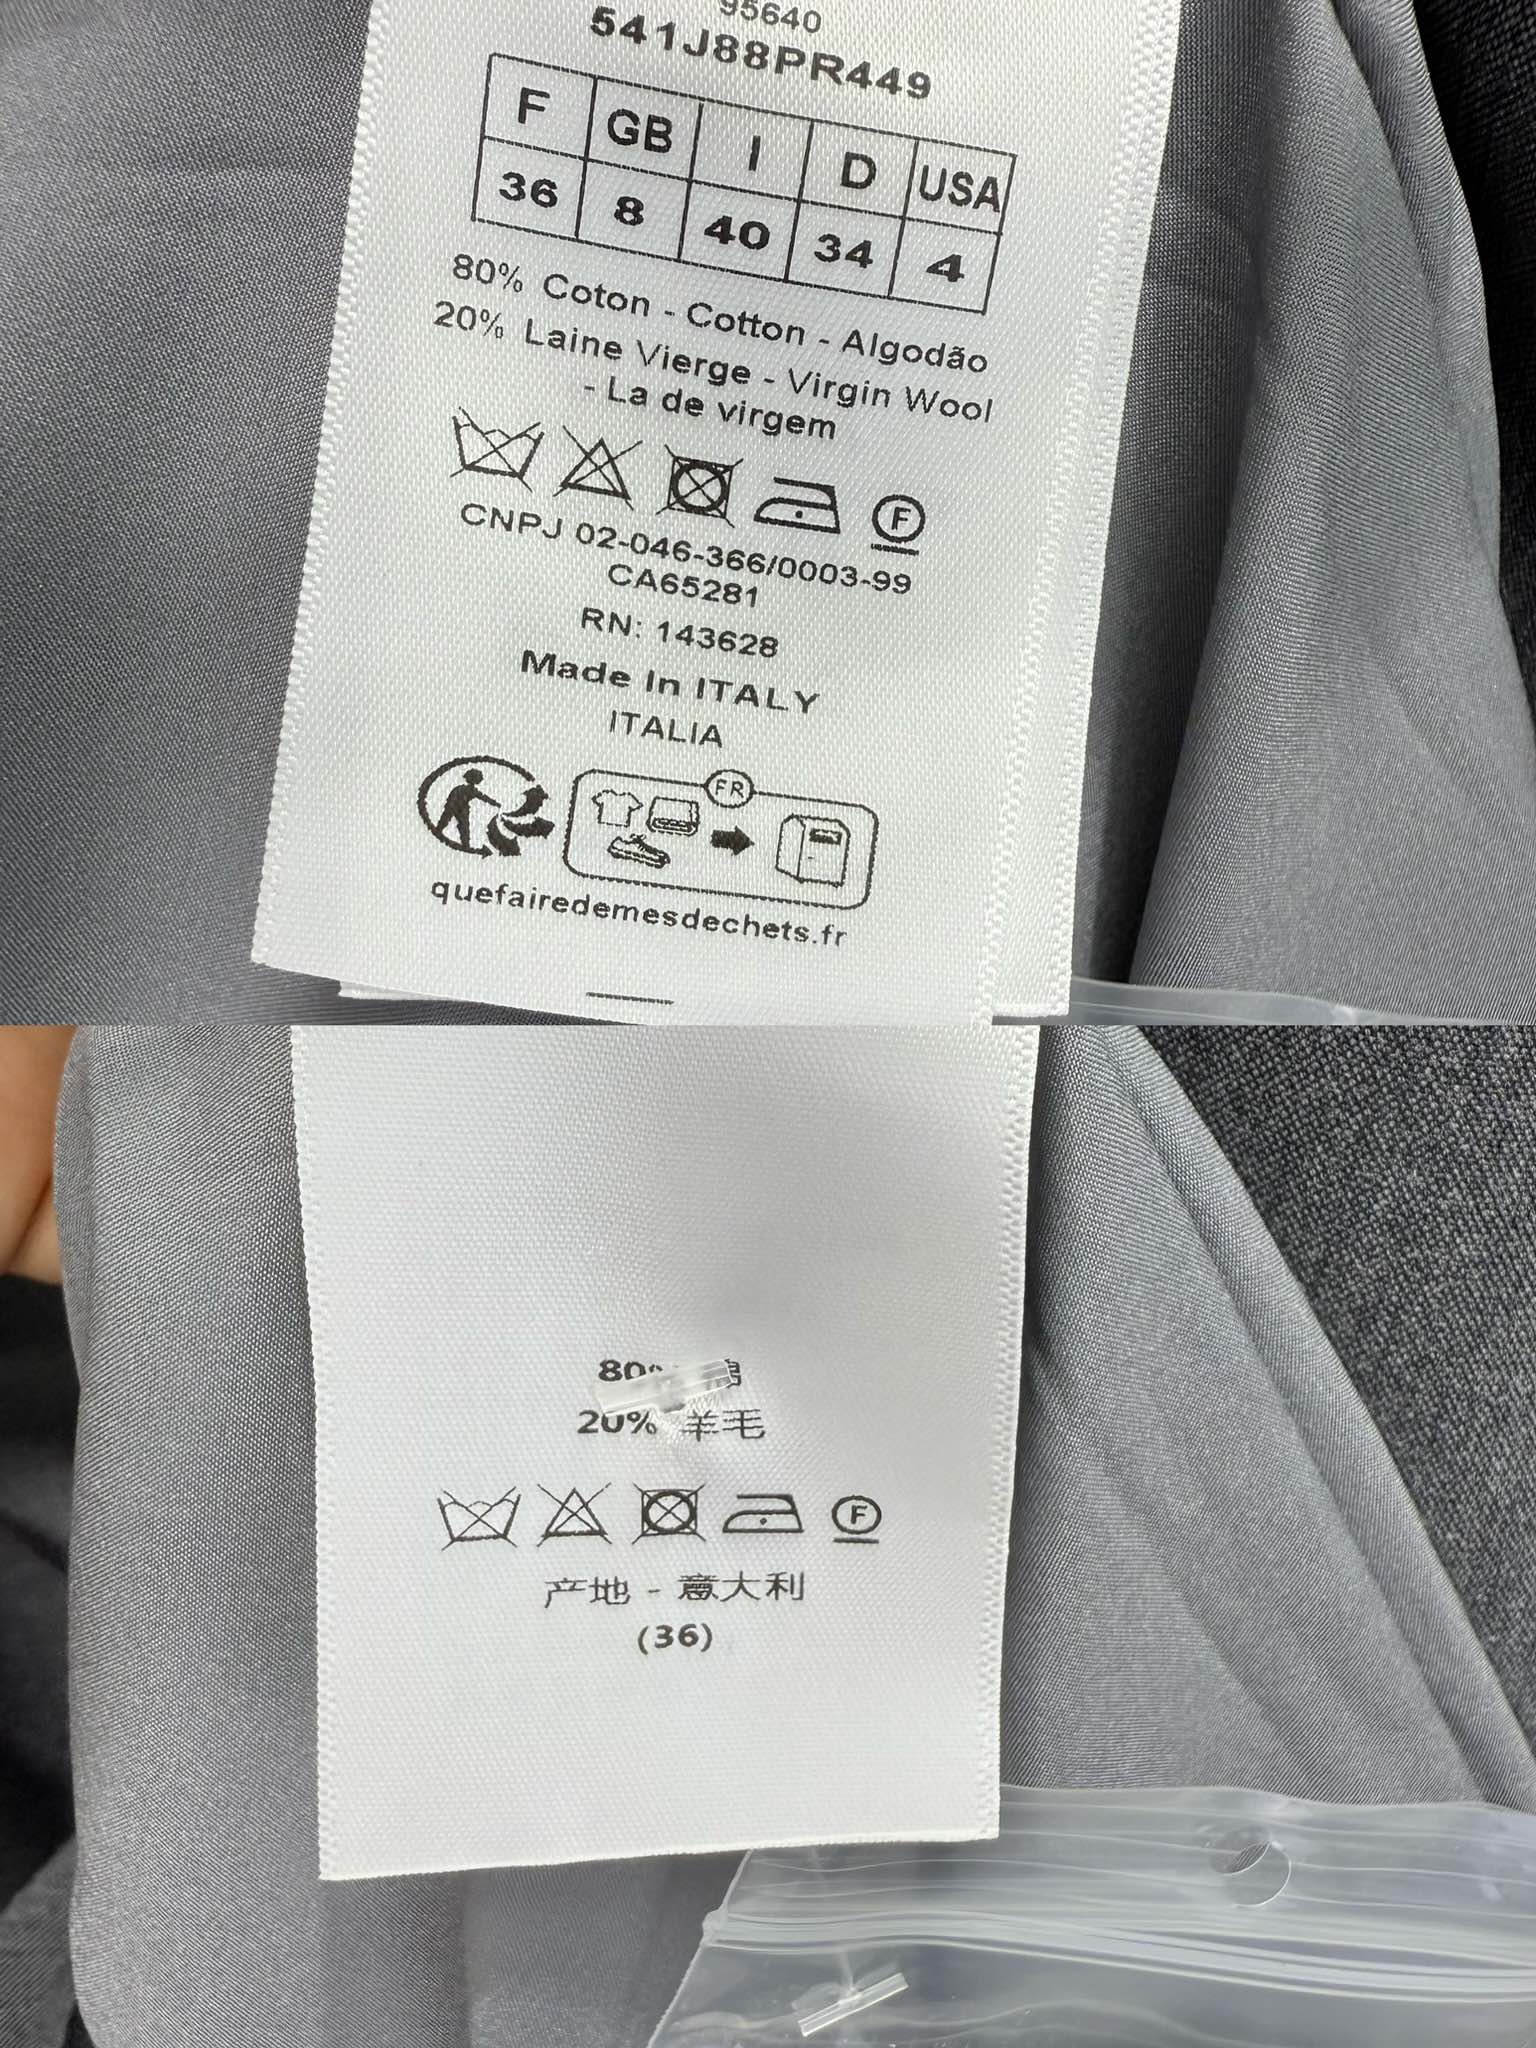 95640
541J88PR449
F GB I D USA
36 8 40 34 4
80% Coton - Cotton - Algodão
20% Laine Vierge - Virgin Wool
- La de virgem
F
CNPJ 02-046-366/0003-99
CA65281
RN: 143628
Made In ITALY
ITALIA
FR
quefairedemesdechets.fr
20% 羊毛
F
产地 - 意大利
(36)